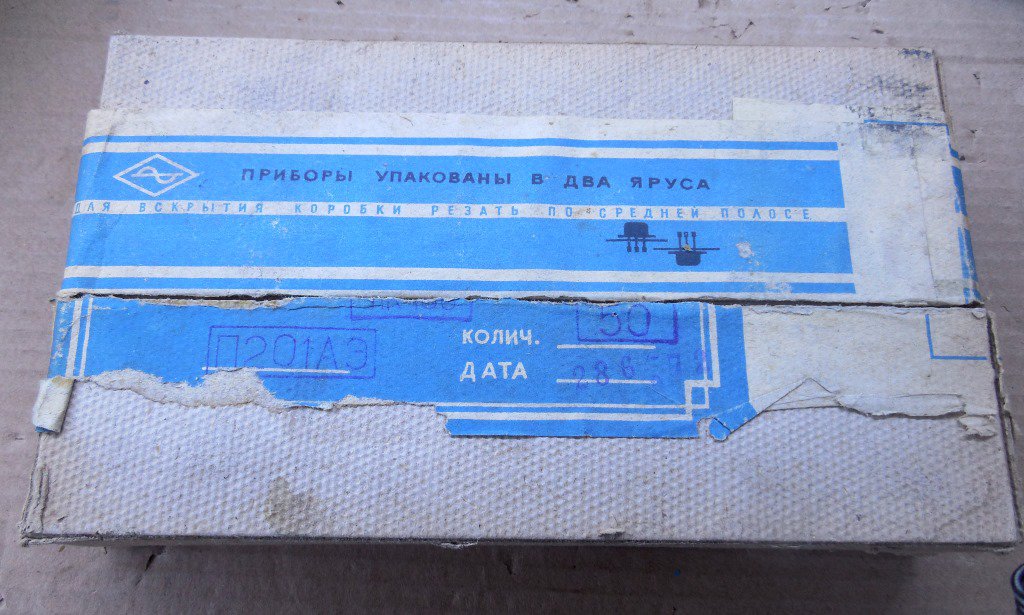 ПРИБОРЫ УПАКОВАНЫ В ДВА ЯРУСА
ДЛЯ ВСКРЫТИЯ КОРОБКИ РЕЗАТЬ ПО СРЕДНЕЙ ПОЛОСЕ
П201АЭ
КОЛИЧ. 50
ДАТА